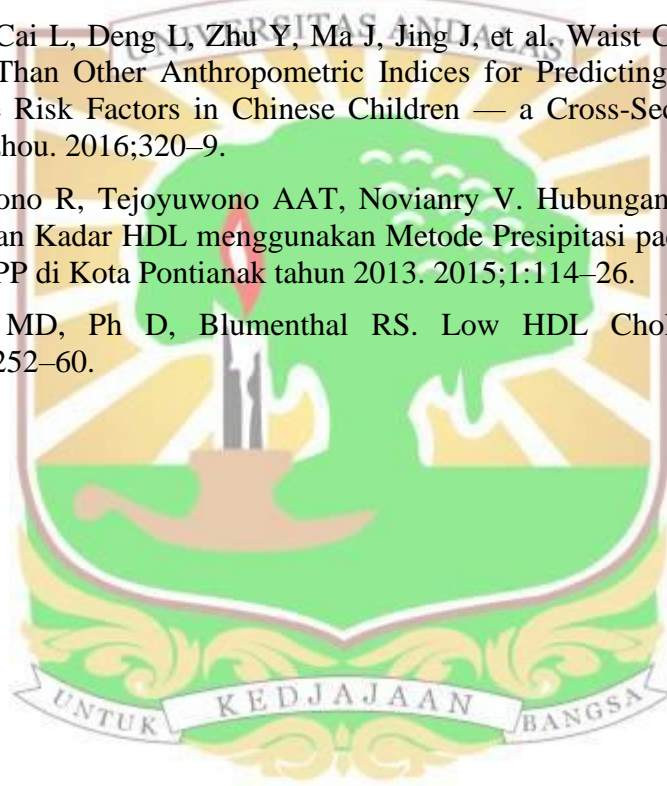 Cai L, Deng L, Zhu Y, Ma J, Jing J, et al. Waist C
UNIVERSITAS ANDALAS
Than Other Anthropometric Indices for Predicting
Risk Factors in Chinese Children — a Cross-Sec
hou. 2016;320–9.
ono R, Tejoyuwono AAT, Novianry V. Hubungan
an Kadar HDL menggunakan Metode Presipitasi pad
PP di Kota Pontianak tahun 2013. 2015;1:114–26.
MD, Ph D, Blumenthal RS. Low HDL Chol
252–60.
UNTUK KEDJAJAAN BANGSA